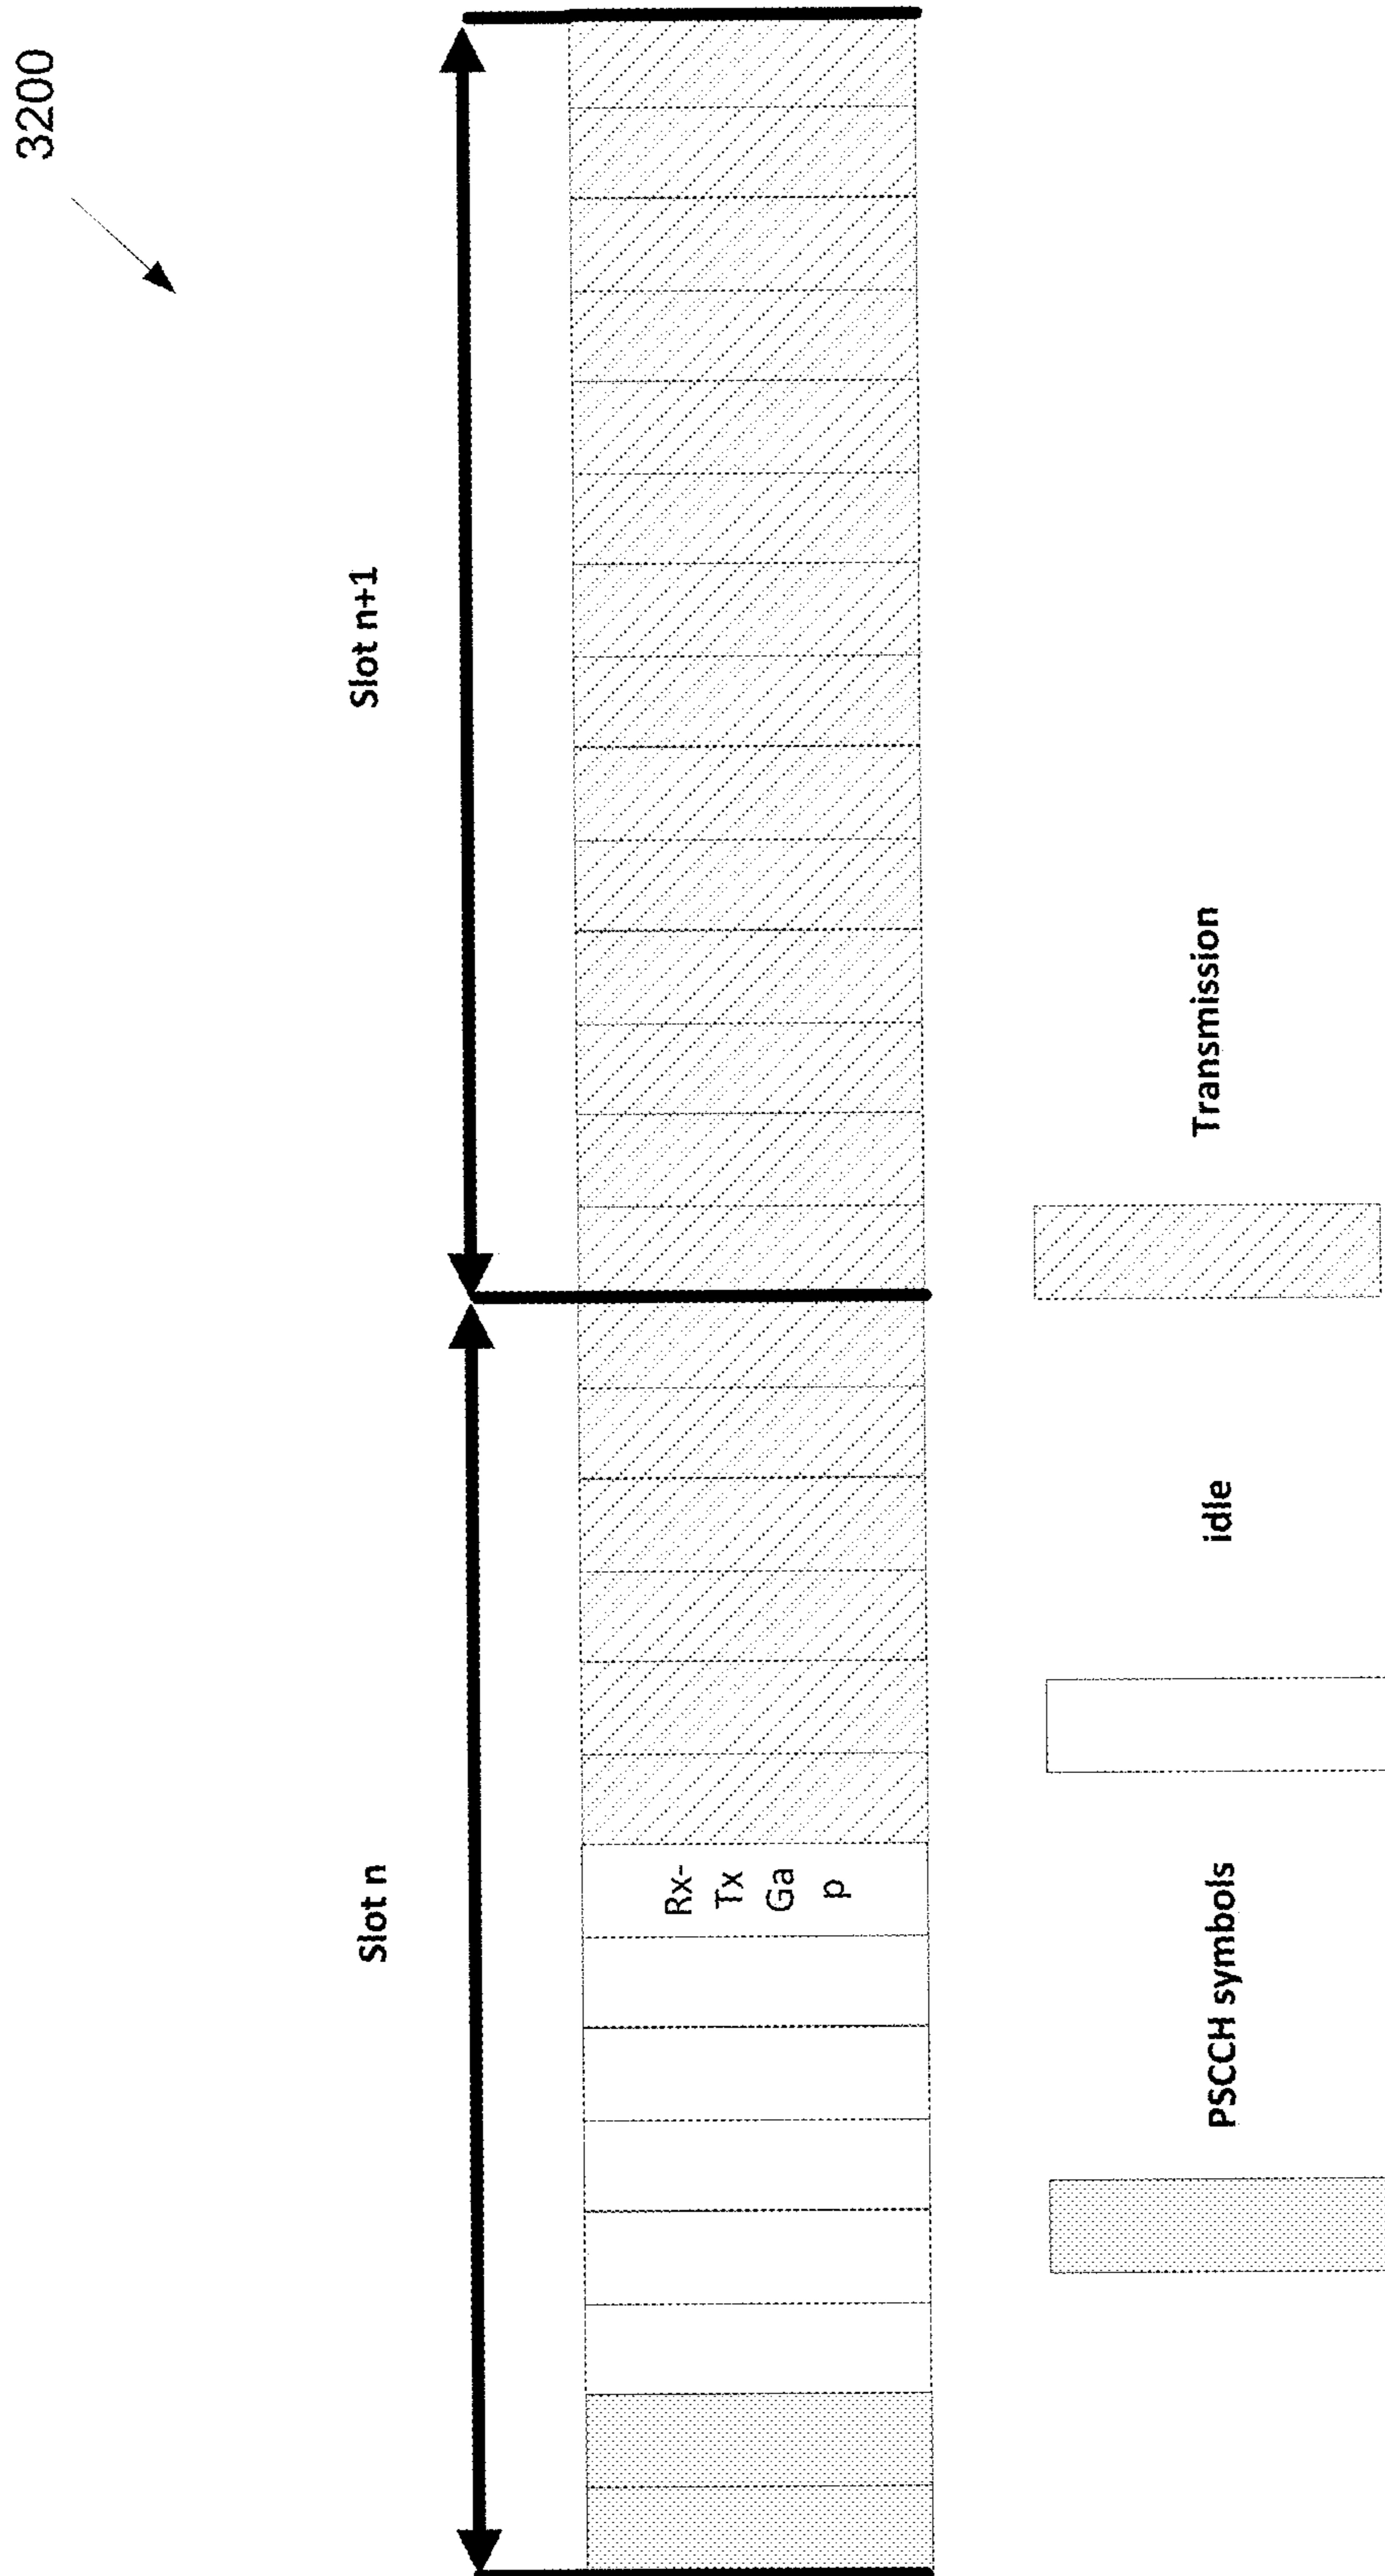 3200
Slot n
Slot n+1
Rx-
Tx
Ga
p
PSCCH symbols
idle
Transmission